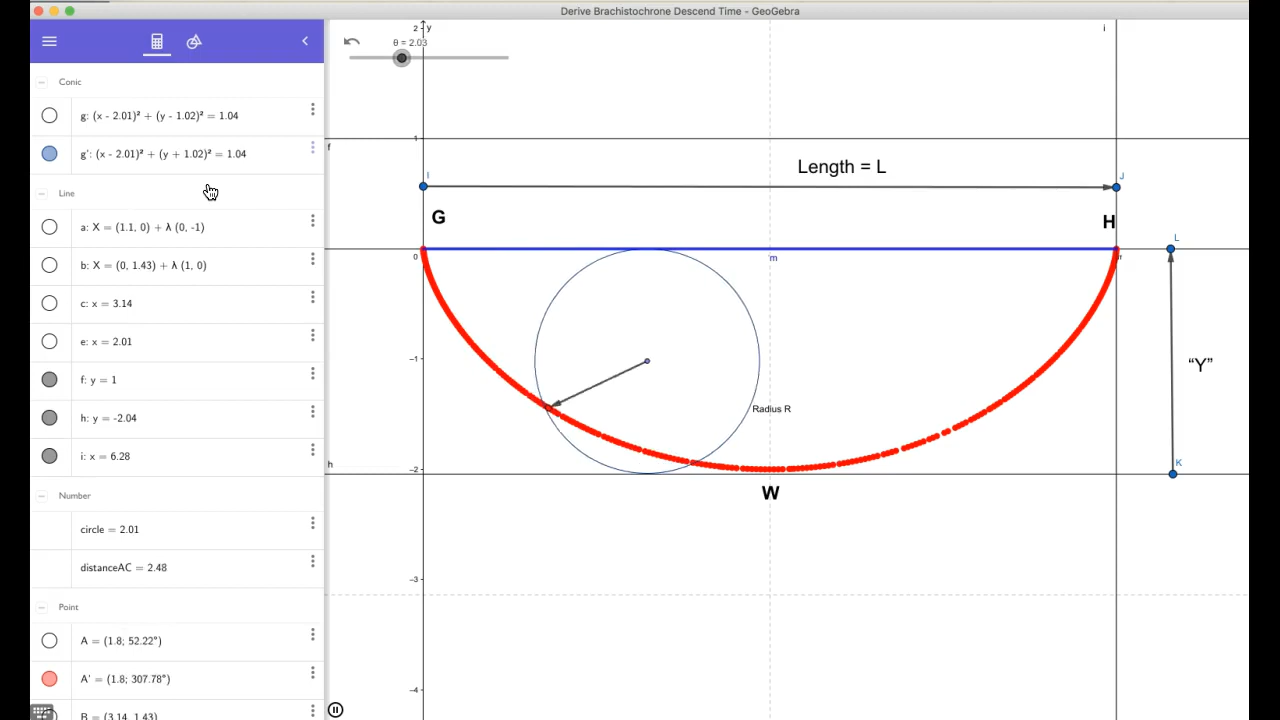 Derive Brachistochrone Descend Time - GeoGebra
Conic
g: (x - 2.01)² + (y - 1.02)² = 1.04
g': (x - 2.01)² + (y + 1.02)² = 1.04
Line
a: X = (1.1, 0) + λ (0, -1)
b: X = (0, 1.43) + λ (1, 0)
c: x = 3.14
e: x = 2.01
f: y = 1
h: y = -2.04
i: x = 6.28
Number
circle = 2.01
distanceAC = 2.48
Point
A = (1.8; 52.22°)
A' = (1.8; 307.78°)
B = (3.14, 1.43)
2
y
i
θ = 2.03
1
f
Length = L
I
J
G
H
L
0
π
-1
"Y"
Radius R
h
-2
K
W
-3
-4